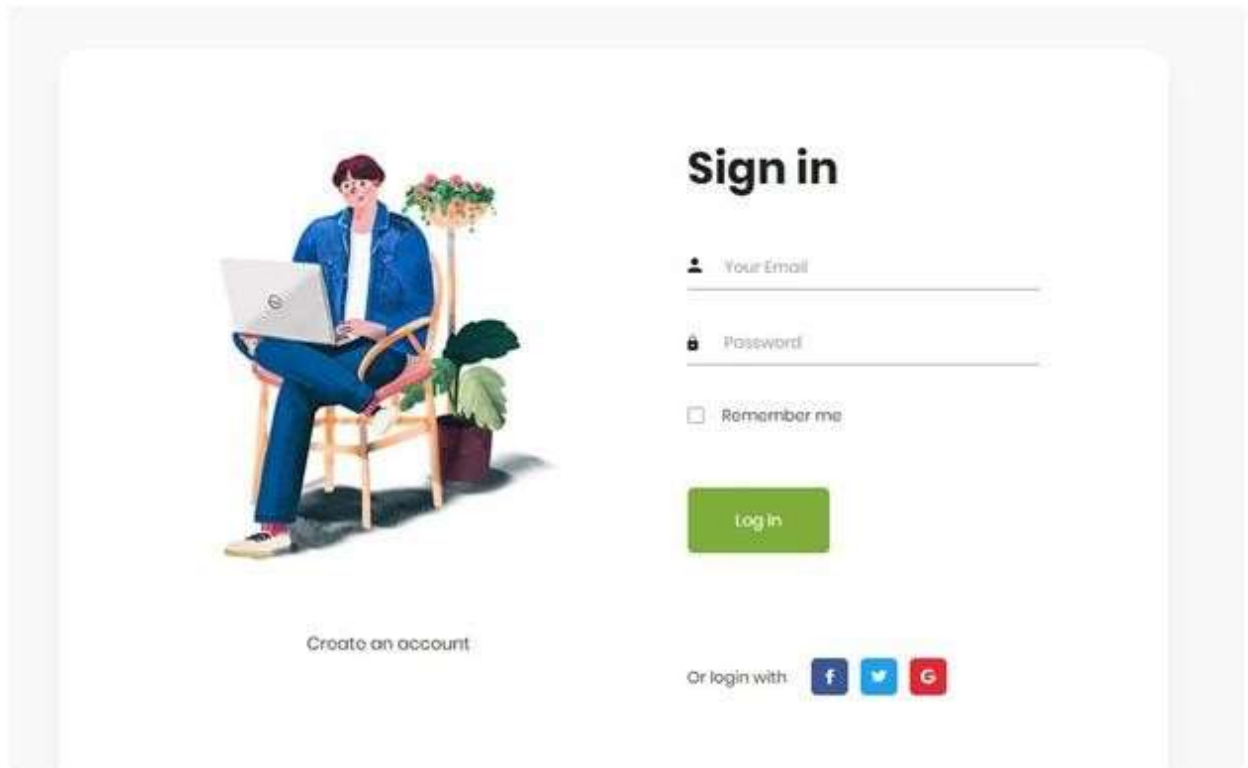 Sign in
Your Email
Password
Remember me
Log in
Create an account
Or login with
f
G